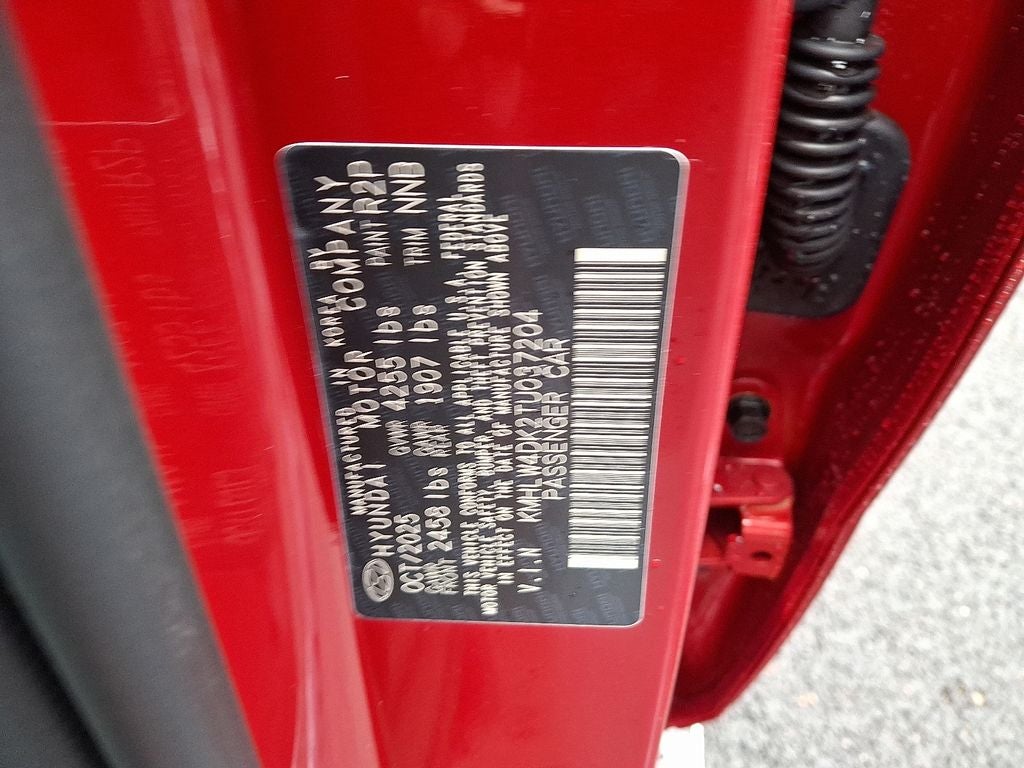 MANUFACTURED IN KOREA BY
HYUNDAI MOTOR COMPANY
OCT/2025 GVWR 4255 lbs PAINT R2P
GAWR FRONT 2458 lbs GAWR REAR 1907 lbs TRIM NNB
THIS VEHICLE CONFORMS TO ALL APPLICABLE U.S.A FEDERAL
MOTOR VEHICLE SAFETY, BUMPER, AND THEFT PREVENTION STANDARDS
IN EFFECT ON THE DATE OF MANUFACTURE SHOWN ABOVE
V.I.N KMHLW4DK2TU037204
PASSENGER CAR